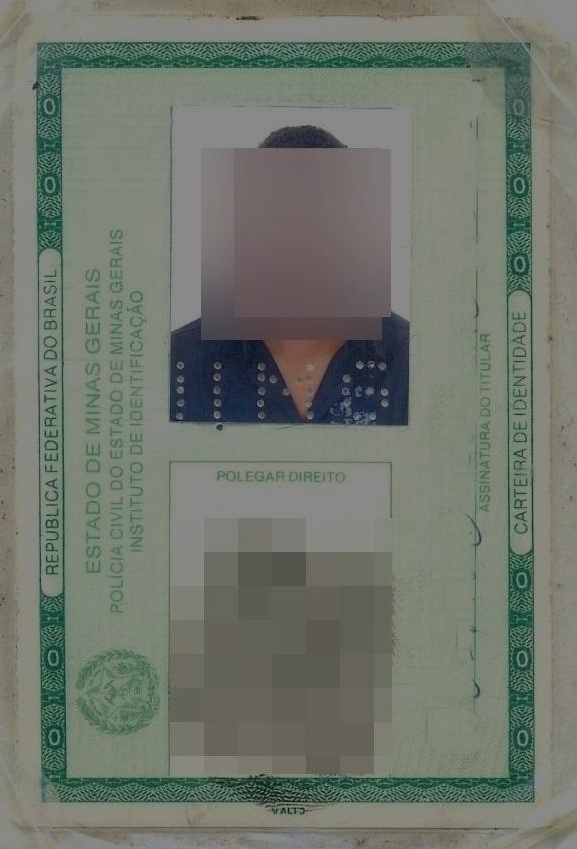 REPÚBLICA FEDERATIVA DO BRASIL
ESTADO DE MINAS GERAIS
POLÍCIA CIVIL DO ESTADO DE MINAS GERAIS
INSTITUTO DE IDENTIFICAÇÃO
POLEGAR DIREITO
ASSINATURA DO TITULAR
CARTEIRA DE IDENTIDADE